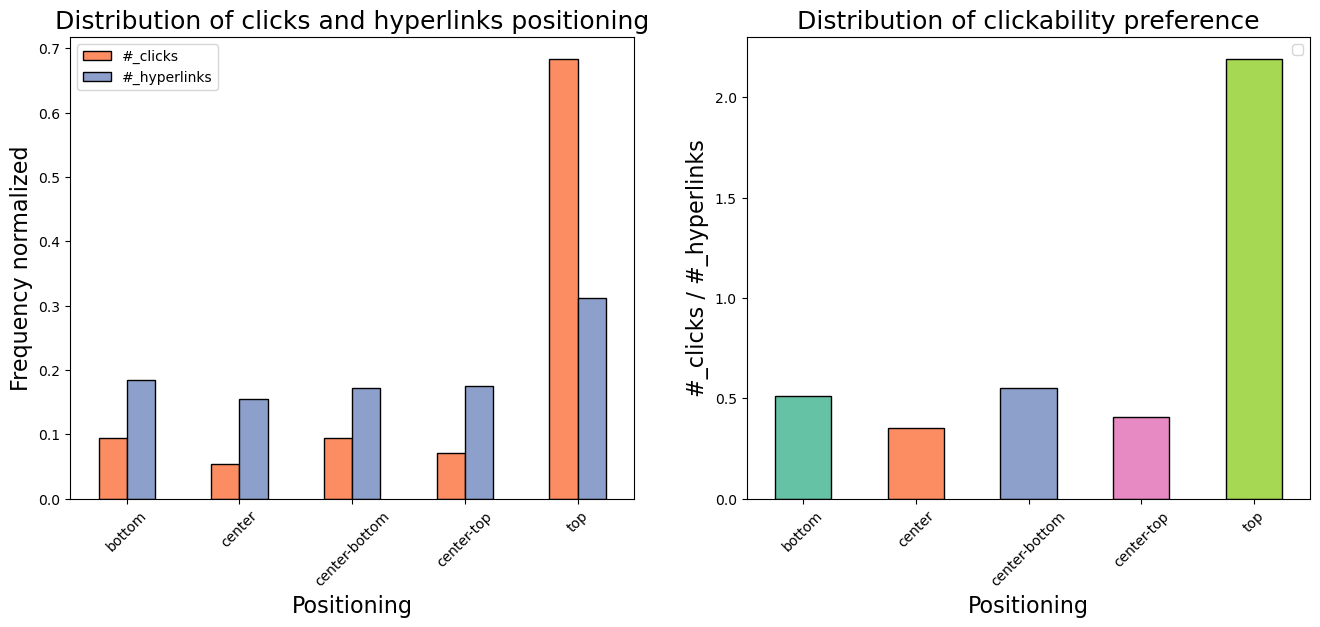 Distribution of clicks and hyperlinks positioning
#_clicks
#_hyperlinks
Frequency normalized
0.7
0.6
0.5
0.4
0.3
0.2
0.1
0.0
bottom
center
center-bottom
center-top
top
Positioning
Distribution of clickability preference
#_clicks / #_hyperlinks
2.0
1.5
1.0
0.5
0.0
bottom
center
center-bottom
center-top
top
Positioning